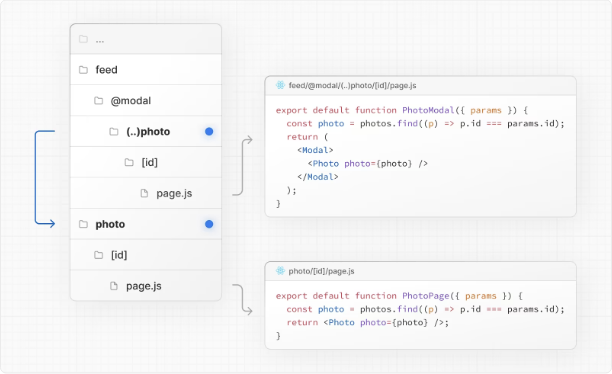 ...
feed
@modal
(..)photo
[id]
page.js
photo
[id]
page.js
feed/@modal/(..)photo/[id]/page.js
export default function PhotoModal({ params }) {
  const photo = photos.find((p) => p.id === params.id);
  return (
    <Modal>
      <Photo photo={photo} />
    </Modal>
  );
}
photo/[id]/page.js
export default function PhotoPage({ params }) {
  const photo = photos.find((p) => p.id === params.id);
  return <Photo photo={photo} />;
}